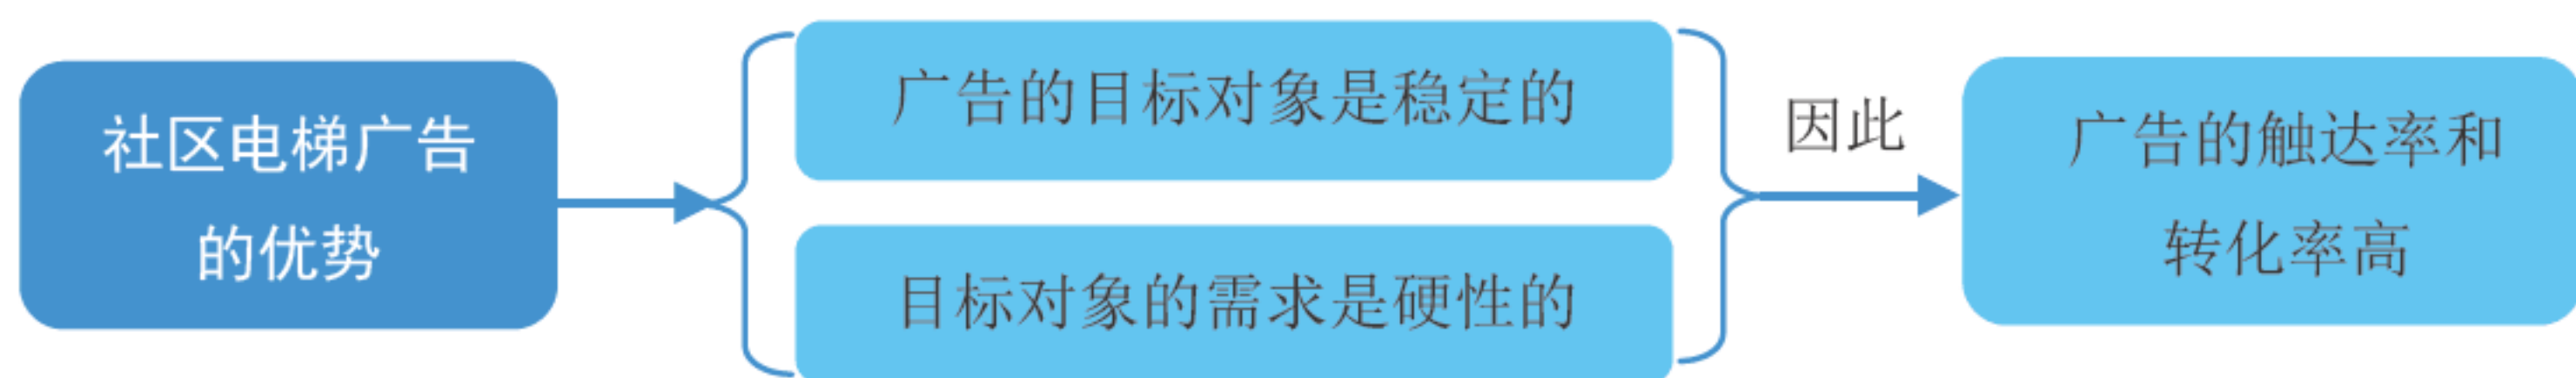 社区电梯广告
的优势
广告的目标对象是稳定的
目标对象的需求是硬性的
因此
广告的触达率和
转化率高